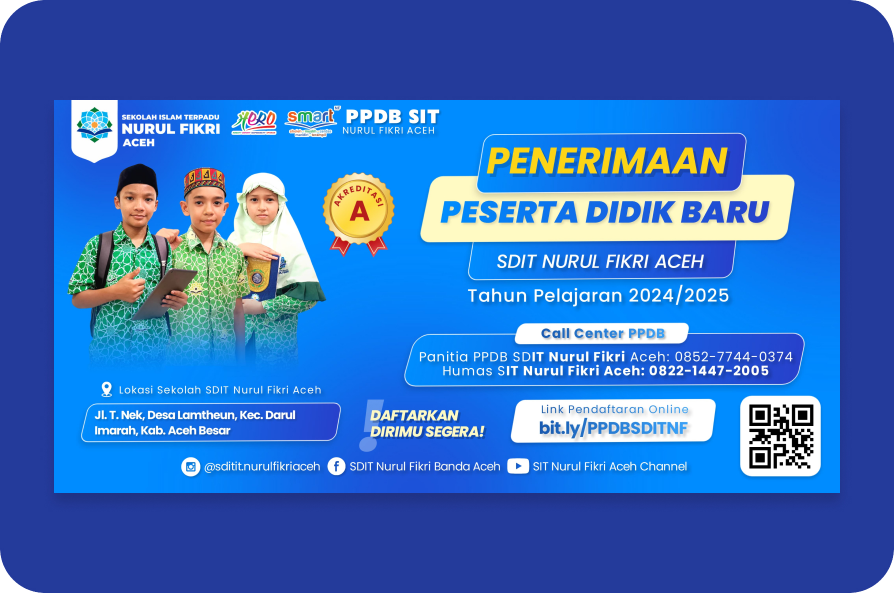 SEKOLAH ISLAM TERPADU
NURUL FIKRI
ACEH
HERO
smart
PPDB SIT
NURUL FIKRI ACEH
AKREDITASI
A
PENERIMAAN
PESERTA DIDIK BARU
SDIT NURUL FIKRI ACEH
Tahun Pelajaran 2024/2025
Call Center PPDB
Panitia PPDB SDIT Nurul Fikri Aceh: 0852-7744-0374
Humas SIT Nurul Fikri Aceh: 0822-1447-2005
Lokasi Sekolah SDIT Nurul Fikri Aceh
Jl. T. Nek, Desa Lamtheun, Kec. Darul
Imarah, Kab. Aceh Besar
DAFTARKAN
DIRIMU SEGERA!
Link Pendaftaran Online
bit.ly/PPDBSDITNF
@sditit.nurulfikriaceh
SDIT Nurul Fikri Banda Aceh
SIT Nurul Fikri Aceh Channel